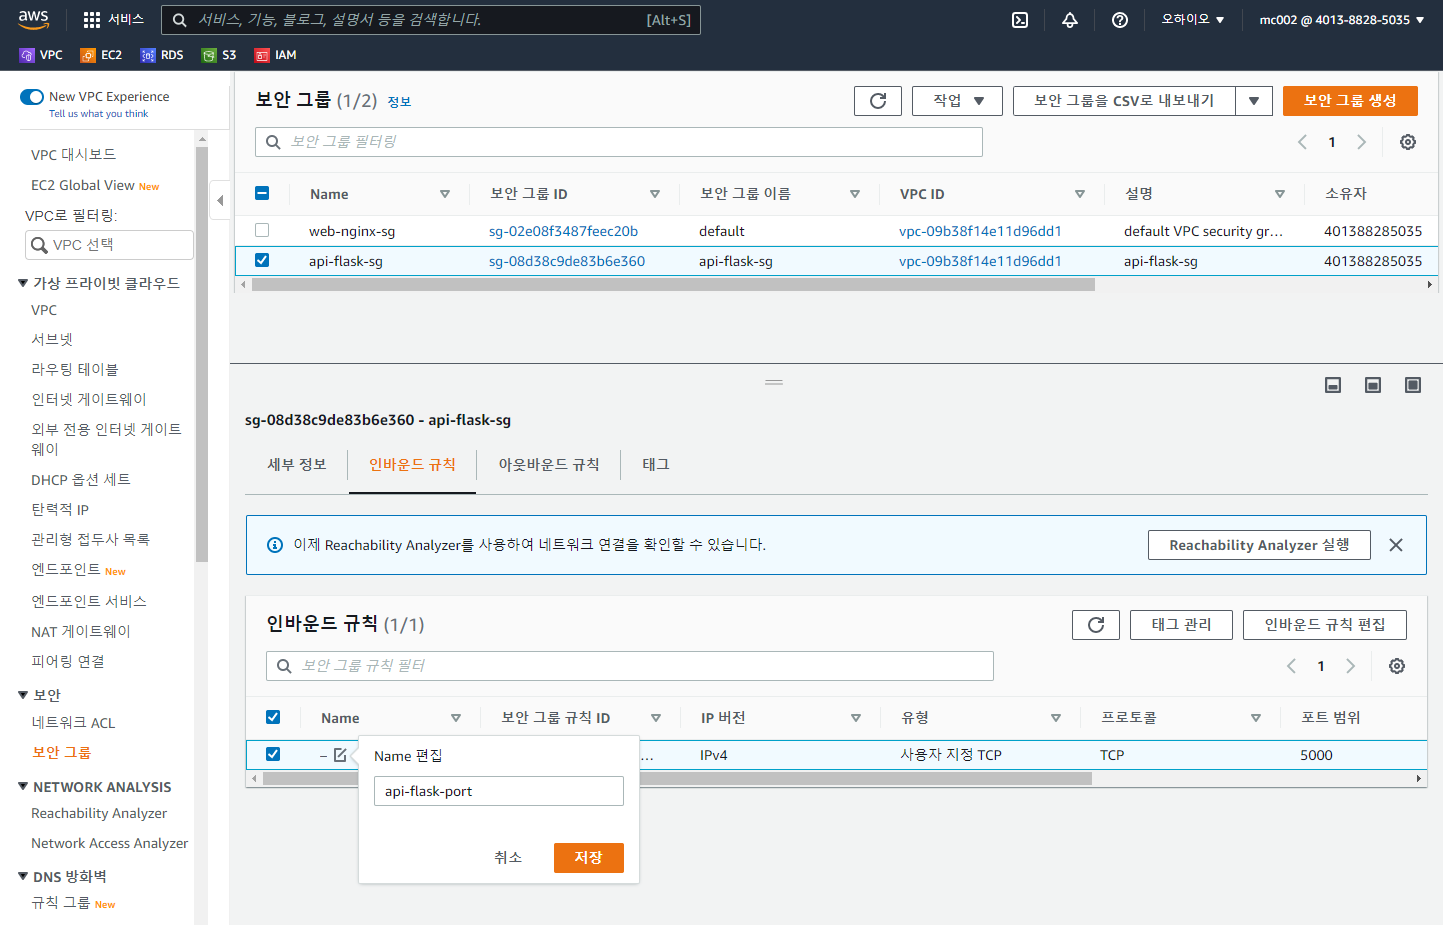 aws
서비스
서비스, 기능, 블로그, 설명서 등을 검색합니다.
[Alt+S]
오하이오 ▼
mc002 @ 4013-8828-5035 ▼
VPC
EC2
RDS
S3
IAM
New VPC Experience
Tell us what you think
VPC 대시보드
EC2 Global View New
VPC로 필터링:
VPC 선택
가상 프라이빗 클라우드
VPC
서브넷
라우팅 테이블
인터넷 게이트웨이
외부 전용 인터넷 게이트
웨이
DHCP 옵션 세트
탄력적 IP
관리형 접두사 목록
엔드포인트 New
엔드포인트 서비스
NAT 게이트웨이
피어링 연결
보안
네트워크 ACL
보안 그룹
NETWORK ANALYSIS
Reachability Analyzer
Network Access Analyzer
DNS 방화벽
규칙 그룹 New
보안 그룹 (1/2) 정보
작업
보안 그룹을 CSV로 내보내기
보안 그룹 생성
보안 그룹 필터링
1
Name 보안 그룹 ID 보안 그룹 이름 VPC ID 설명 소유자
web-nginx-sg sg-02e08f3487feec20b default vpc-09b38f14e11d96dd1 default VPC security gr... 401388285035
api-flask-sg sg-08d38c9de83b6e360 api-flask-sg vpc-09b38f14e11d96dd1 api-flask-sg 401388285035
sg-08d38c9de83b6e360 - api-flask-sg
세부 정보
인바운드 규칙
아웃바운드 규칙
태그
이제 Reachability Analyzer를 사용하여 네트워크 연결을 확인할 수 있습니다.
Reachability Analyzer 실행
인바운드 규칙 (1/1)
태그 관리
인바운드 규칙 편집
보안 그룹 규칙 필터
1
Name 보안 그룹 규칙 ID IP 버전 유형 프로토콜 포트 범위
– ... IPv4 사용자 지정 TCP TCP 5000
Name 편집
api-flask-port
취소
저장